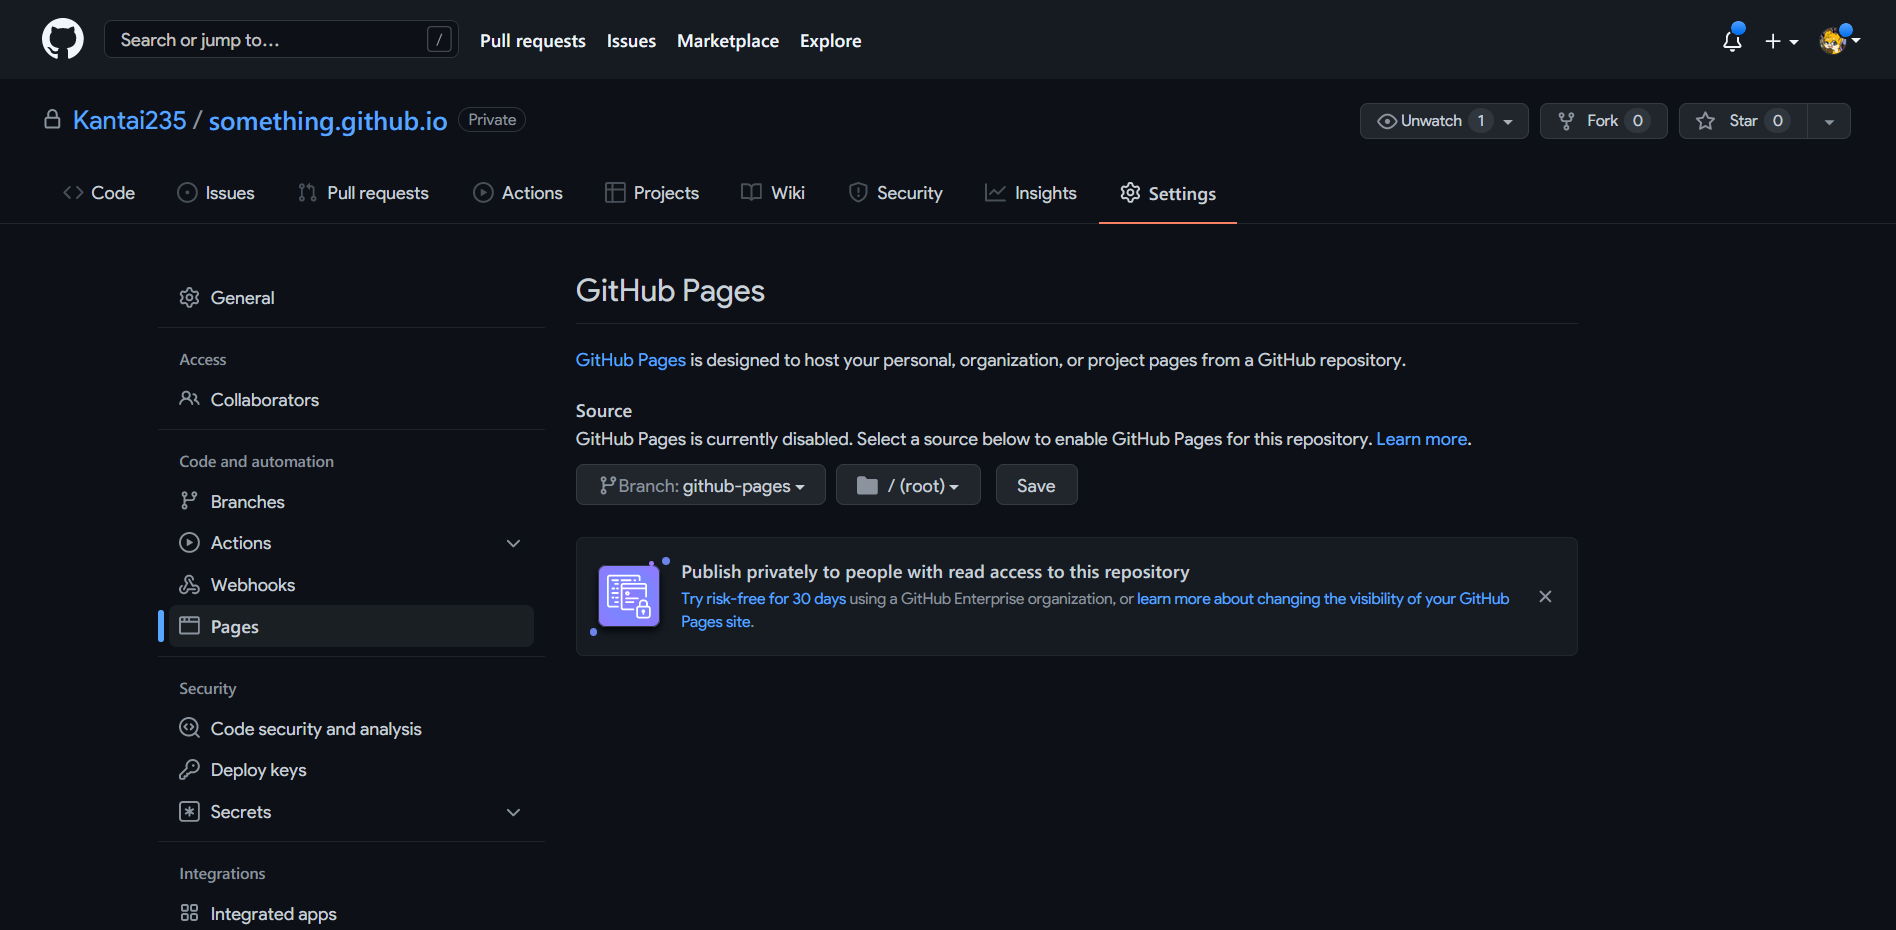 Search or jump to... /
Pull requests Issues Marketplace Explore
Kantai235 / something.github.io Private
Unwatch 1 Fork 0 Star 0
Code Issues Pull requests Actions Projects Wiki Security Insights Settings
General
Access
Collaborators
Code and automation
Branches
Actions
Webhooks
Pages
Security
Code security and analysis
Deploy keys
Secrets
Integrations
Integrated apps
GitHub Pages
GitHub Pages is designed to host your personal, organization, or project pages from a GitHub repository.
Source
GitHub Pages is currently disabled. Select a source below to enable GitHub Pages for this repository. Learn more.
Branch: github-pages / (root) Save
Publish privately to people with read access to this repository
Try risk-free for 30 days using a GitHub Enterprise organization, or learn more about changing the visibility of your GitHub
Pages site.